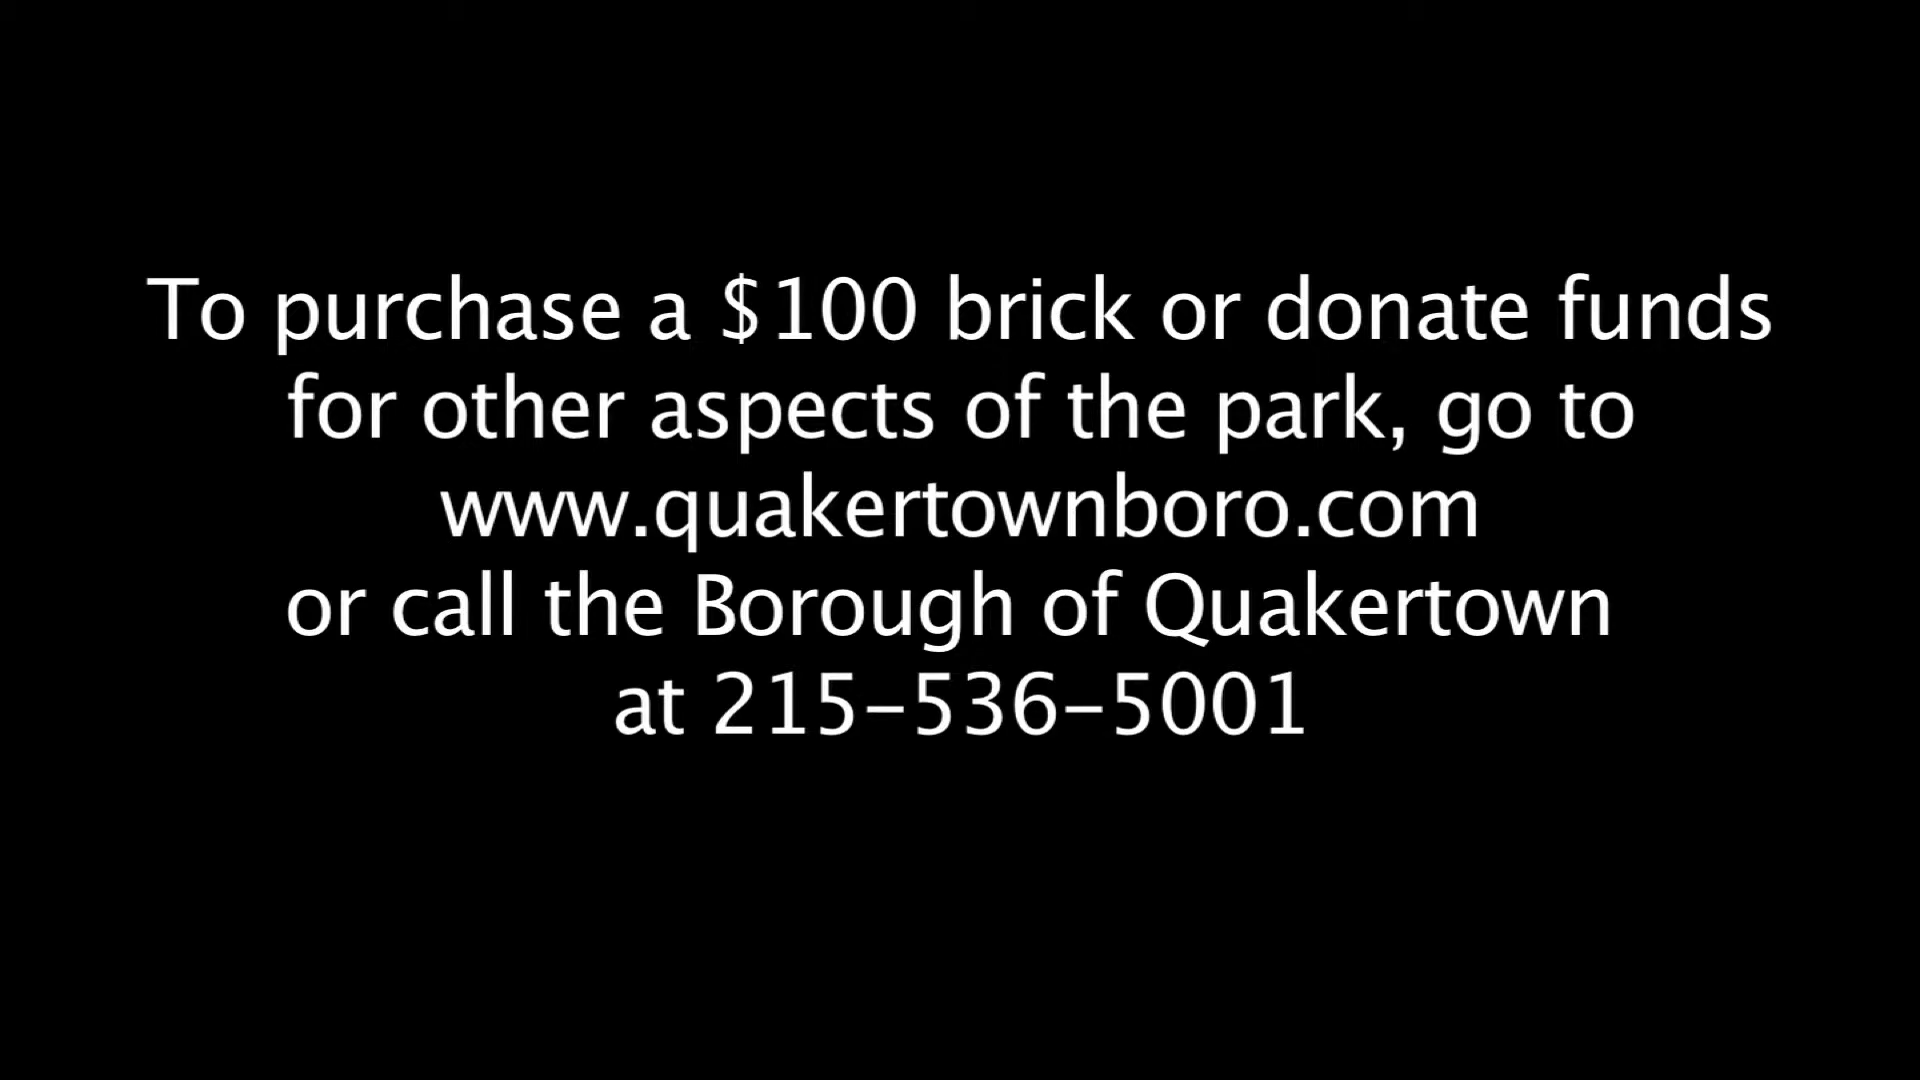 To purchase a $100 brick or donate funds
for other aspects of the park, go to
www.quakertownboro.com
or call the Borough of Quakertown
at 215-536-5001